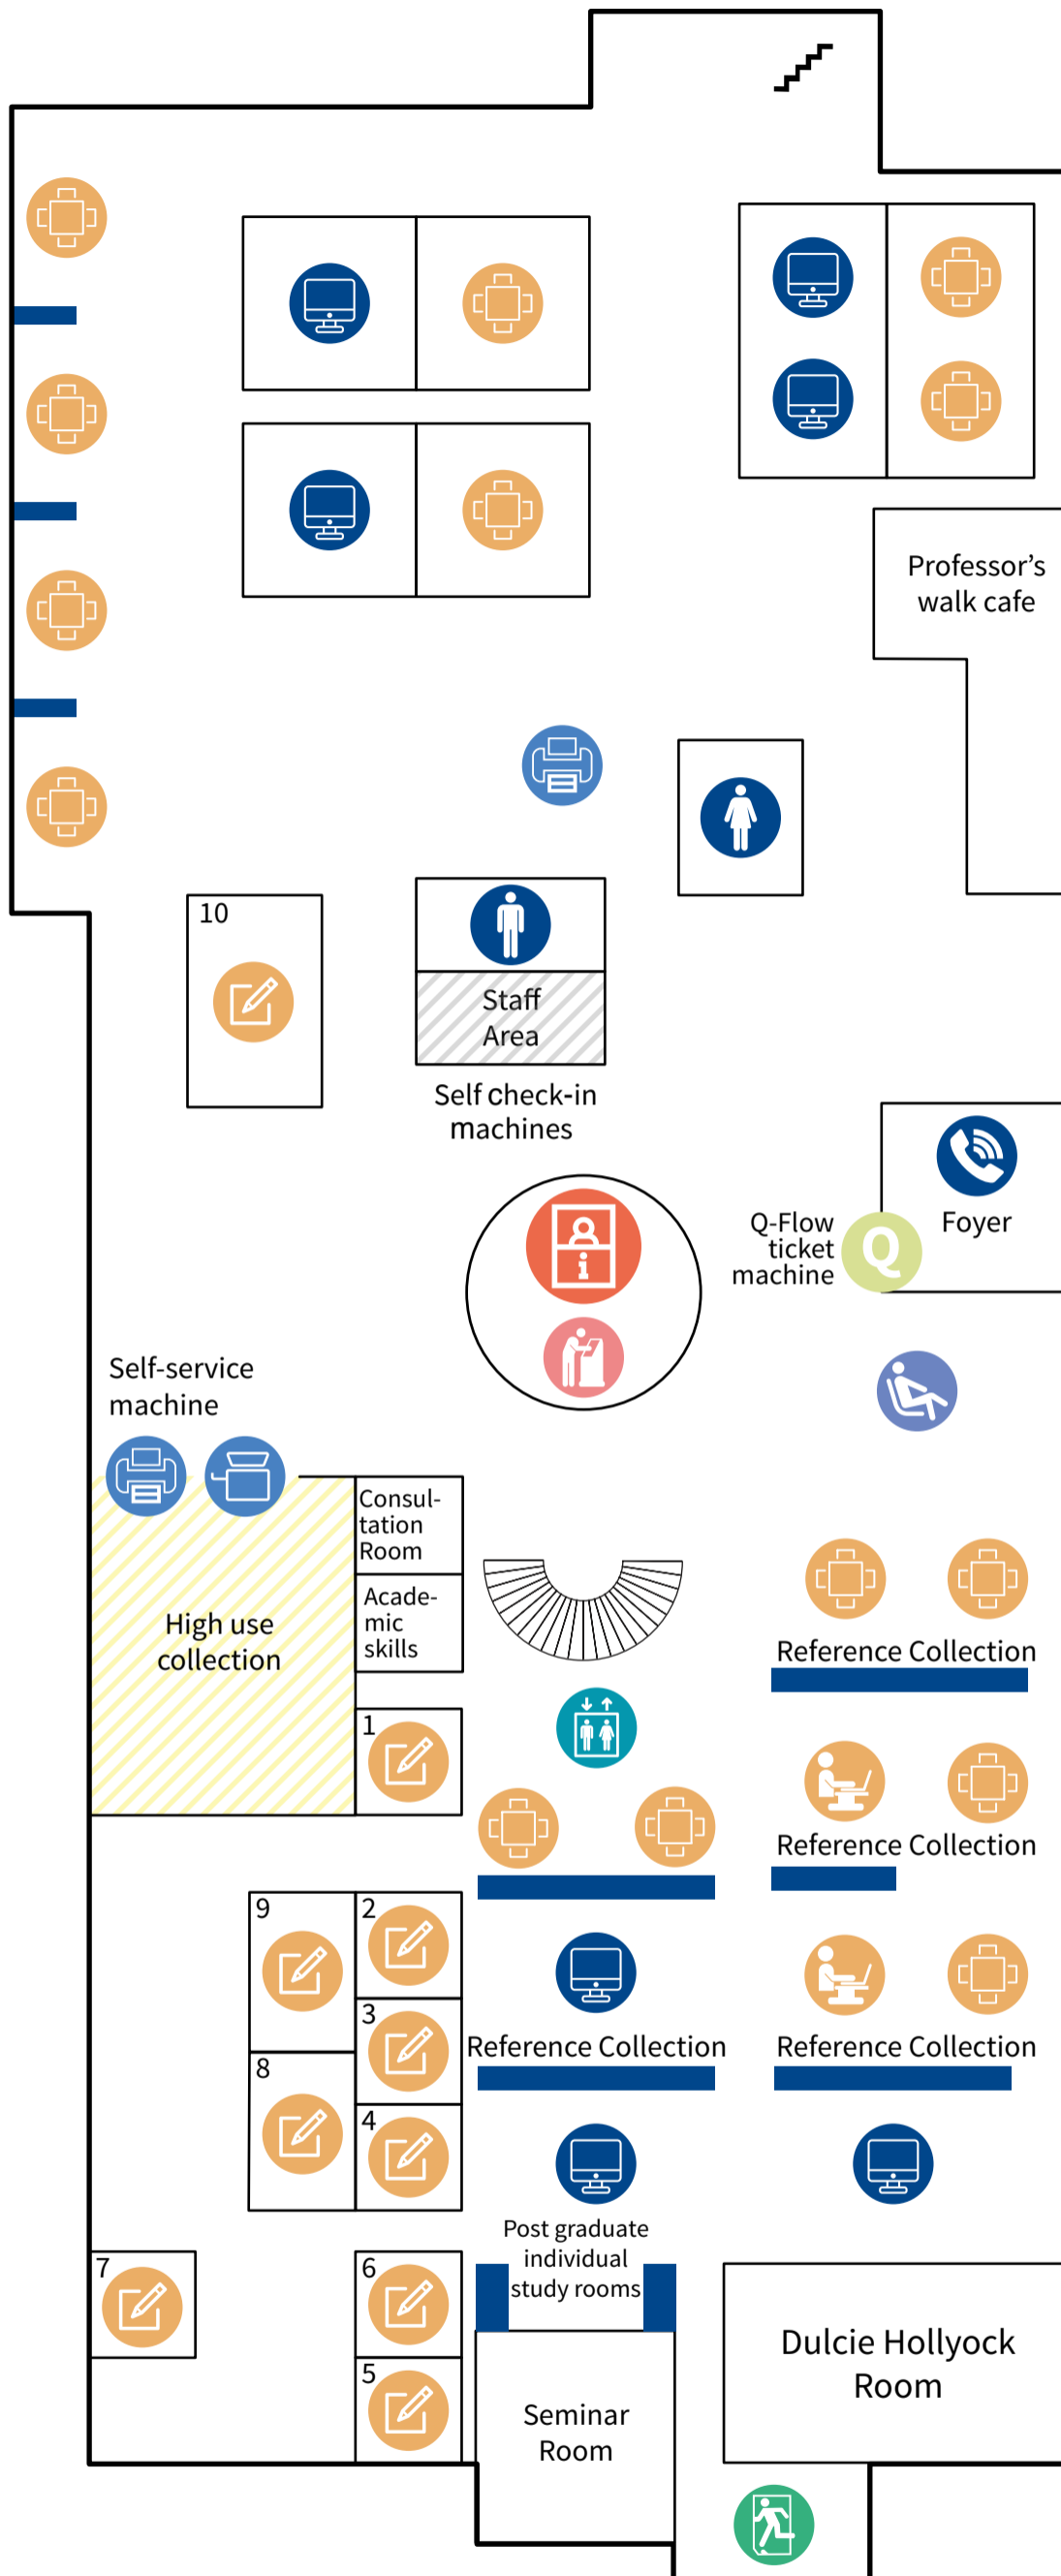 Professor’s
walk cafe
10
Staff
Area
Self check-in
machines
Q-Flow
ticket
machine
Q
Foyer
i
Self-service
machine
Consul-
tation
Room
Acade-
mic
skills
High use
collection
Reference Collection
1
Reference Collection
9
2
3
Reference Collection
Reference Collection
8
4
Post graduate
individual
study rooms
7
6
5
Seminar
Room
Dulcie Hollyock
Room